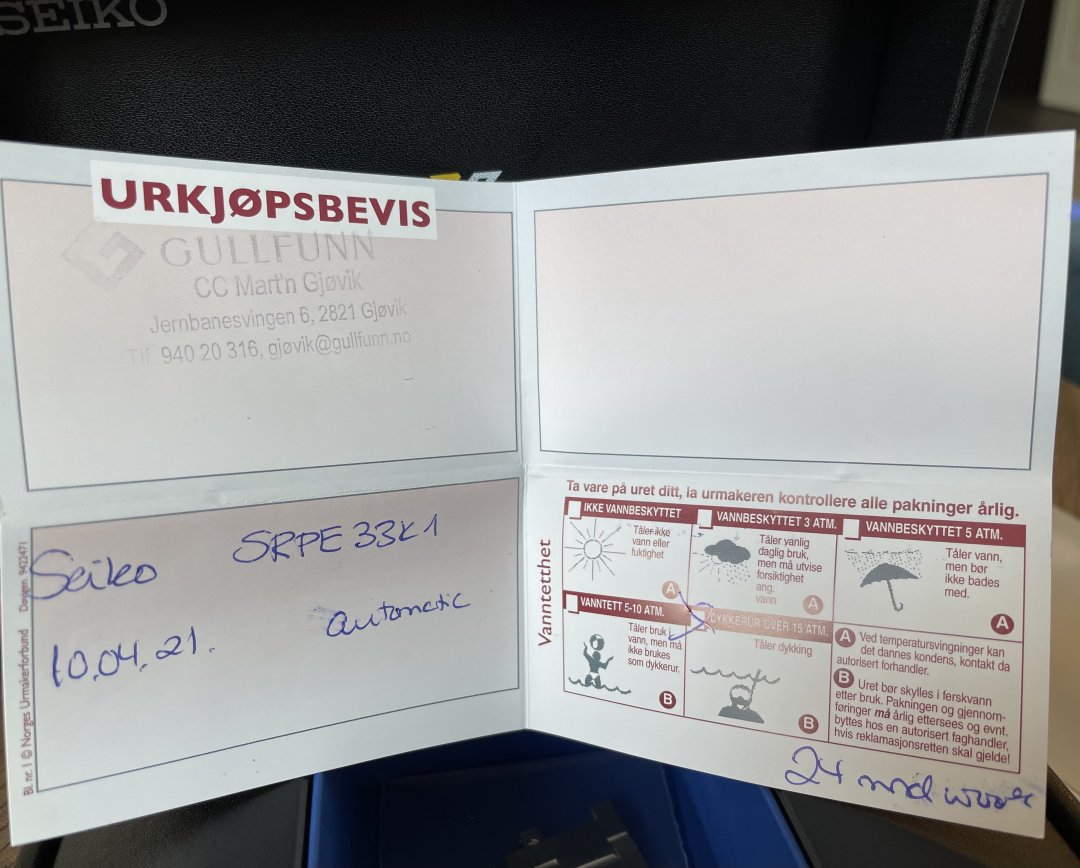 SEIKO
URKJØPSBEVIS
GULLFUNN
CC Mart'n Gjøvik
Jernbanesvingen 6, 2821 Gjøvik
Tlf. 940 20 316, gjøvik@gullfunn.no
Seiko SRPE33K1
10.04.21. automatic
Bl. nr. 1 © Norges Urmakerforbund Døvigen 9422471
Ta vare på uret ditt, la urmakeren kontrollere alle pakninger årlig.
Vanntetthet
IKKE VANNBESKYTTET
Tåler ikke
vann eller
fuktighet
A
VANNBESKYTTET 3 ATM.
Tåler vanlig
daglig bruk,
men må utvise
forsiktighet
ang.
vann
A
VANNBESKYTTET 5 ATM.
Tåler vann,
men bør
ikke bades
med.
A
VANNTETT 5-10 ATM.
Tåler bruk i
vann, men må
ikke brukes
som dykkerur.
B
DYKKERUR OVER 15 ATM.
Tåler dykking
B
A Ved temperatursvingninger kan
det dannes kondens, kontakt da
autorisert forhandler.
B Uret bør skylles i ferskvann
etter bruk. Pakningen og gjennom-
føringer må årlig ettersees og evnt.
byttes hos en autorisert faghandler,
hvis reklamasjonsretten skal gjelde!
24 mnd